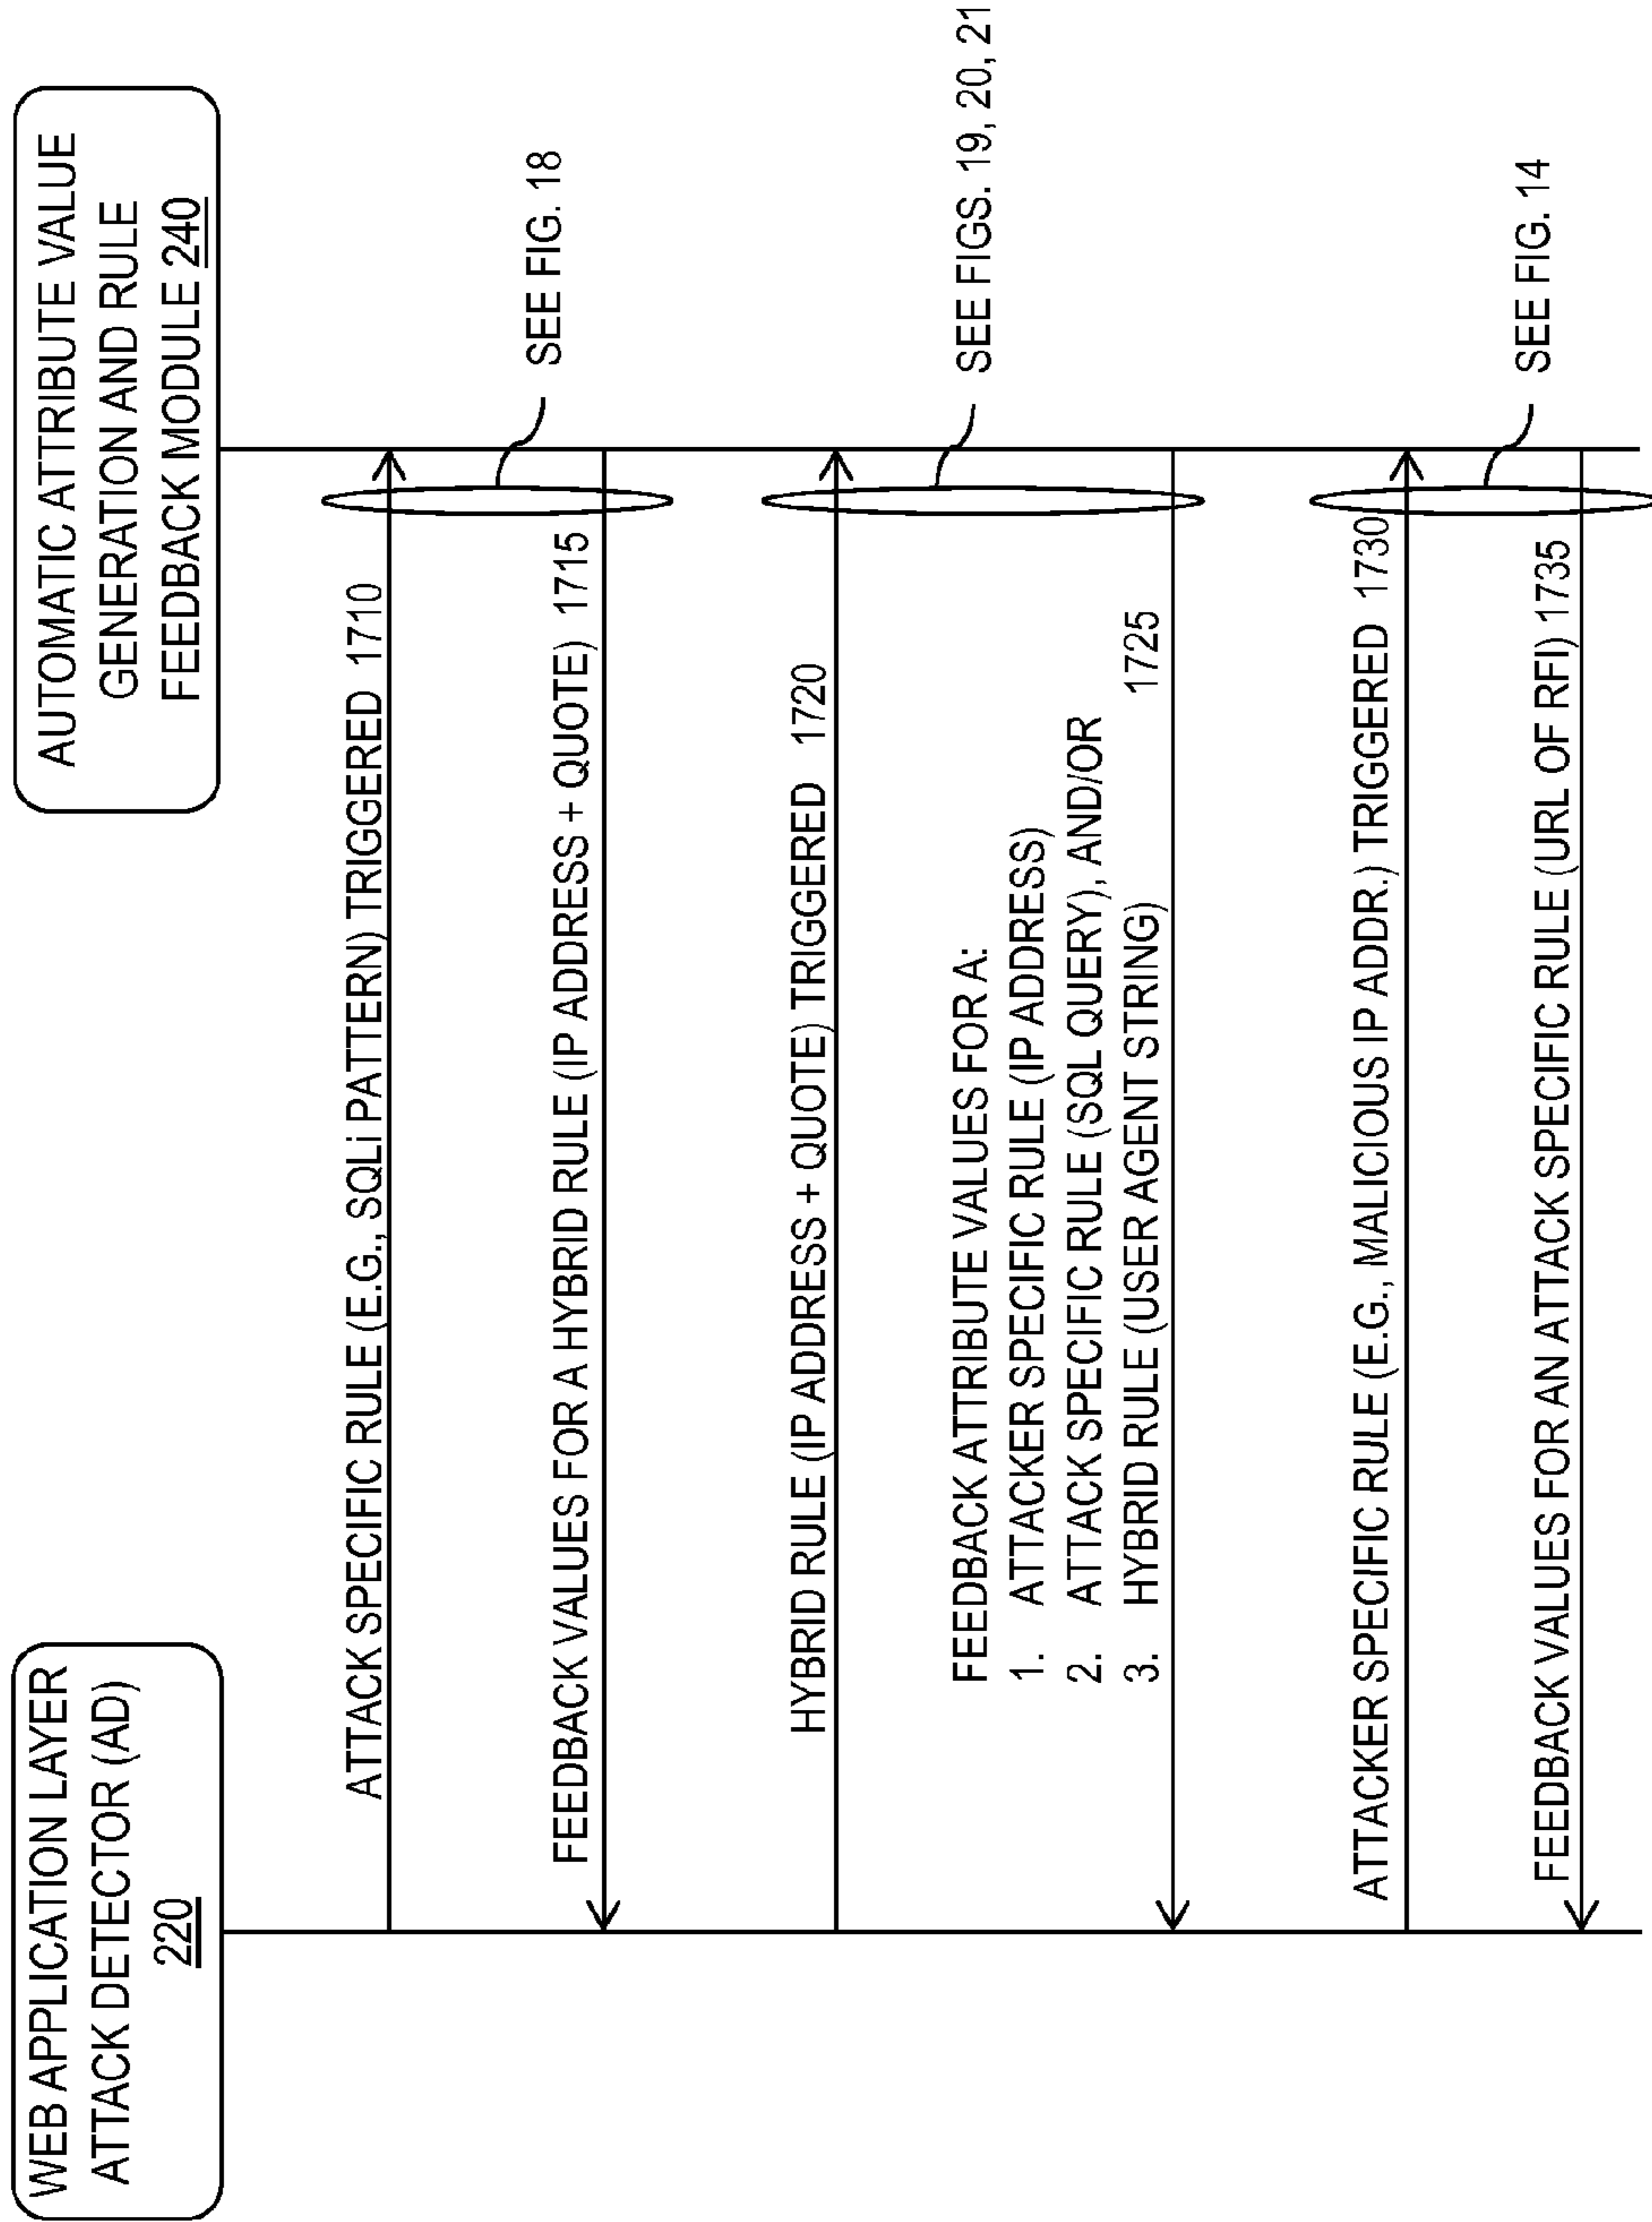 WEB APPLICATION LAYER
ATTACK DETECTOR (AD)
220
AUTOMATIC ATTRIBUTE VALUE
GENERATION AND RULE
FEEDBACK MODULE 240
ATTACK SPECIFIC RULE (E.G., SQLi PATTERN) TRIGGERED 1710
SEE FIG. 18
FEEDBACK VALUES FOR A HYBRID RULE (IP ADDRESS + QUOTE) 1715
HYBRID RULE (IP ADDRESS + QUOTE) TRIGGERED 1720
FEEDBACK ATTRIBUTE VALUES FOR A:
SEE FIGS. 19, 20, 21
1. ATTACKER SPECIFIC RULE (IP ADDRESS)
2. ATTACK SPECIFIC RULE (SQL QUERY), AND/OR
3. HYBRID RULE (USER AGENT STRING) 1725
ATTACKER SPECIFIC RULE (E.G., MALICIOUS IP ADDR.) TRIGGERED 1730
SEE FIG. 14
FEEDBACK VALUES FOR AN ATTACK SPECIFIC RULE (URL OF RFI) 1735